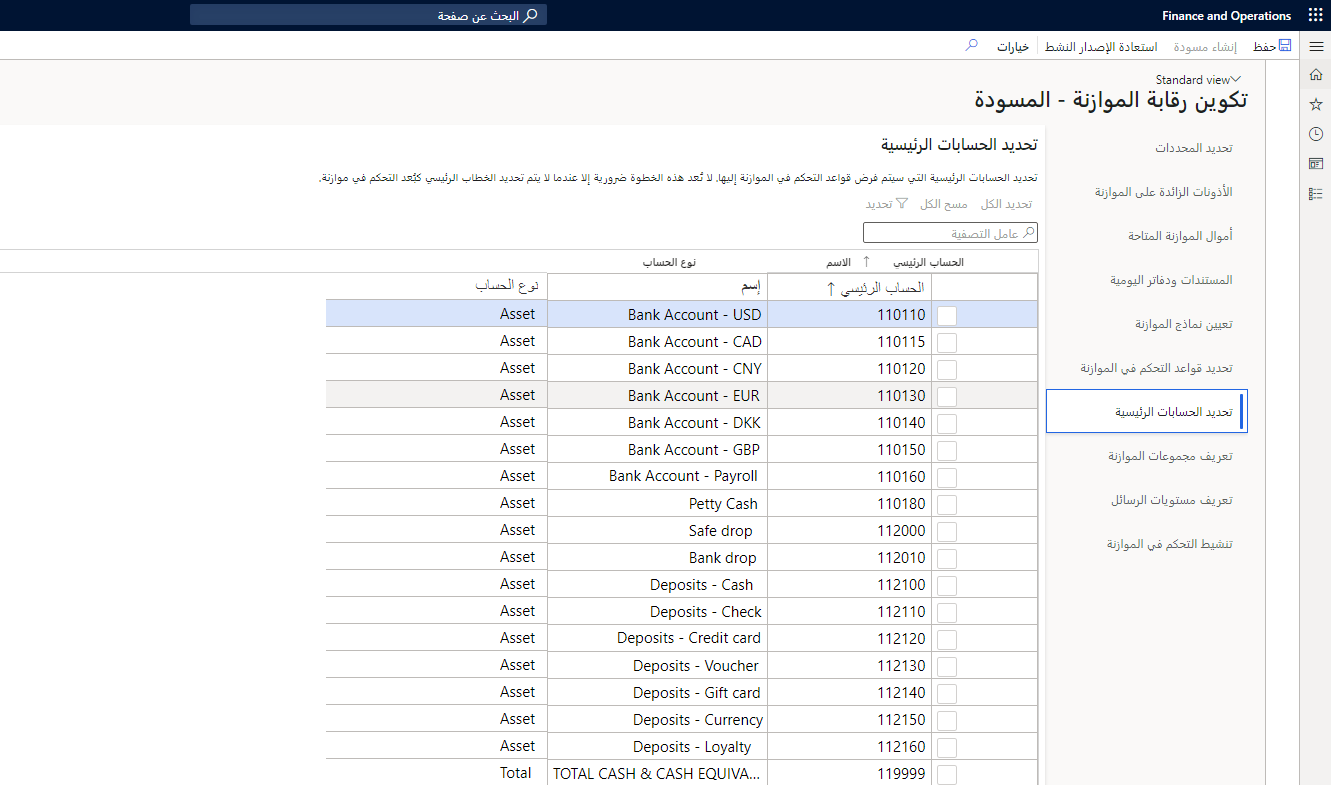 Finance and Operations
البحث عن صفحة
حفظ
إنشاء مسودة
استعادة الإصدار النشط
خيارات
Standard view
تكوين رقابة الموازنة - المسودة
تحديد المحددات
الأذونات الزائدة على الموازنة
أموال الموازنة المتاحة
المستندات ودفاتر اليومية
تعيين نماذج الموازنة
تحديد قواعد التحكم في الموازنة
تحديد الحسابات الرئيسية
تعريف مجموعات الموازنة
تعريف مستويات الرسائل
تنشيط التحكم في الموازنة
تحديد الحسابات الرئيسية
تحديد الحسابات الرئيسية التي سيتم فرض قواعد التحكم في الموازنة إليها. لا تُعد هذه الخطوة ضرورية إلا عندما لا يتم تحديد الخطاب الرئيسي كبُعد التحكم في موازنة.
تحديد الكل مسح الكل تحديد
عامل التصفية
الحساب الرئيسي ↑ الاسم نوع الحساب
الحساب الرئيسي ↑ إسم نوع الحساب
110110 Bank Account - USD Asset
110115 Bank Account - CAD Asset
110120 Bank Account - CNY Asset
110130 Bank Account - EUR Asset
110140 Bank Account - DKK Asset
110150 Bank Account - GBP Asset
110160 Bank Account - Payroll Asset
110180 Petty Cash Asset
112000 Safe drop Asset
112010 Bank drop Asset
112100 Deposits - Cash Asset
112110 Deposits - Check Asset
112120 Deposits - Credit card Asset
112130 Deposits - Voucher Asset
112140 Deposits - Gift card Asset
112150 Deposits - Currency Asset
112160 Deposits - Loyalty Asset
119999 TOTAL CASH & CASH EQUIVA... Total